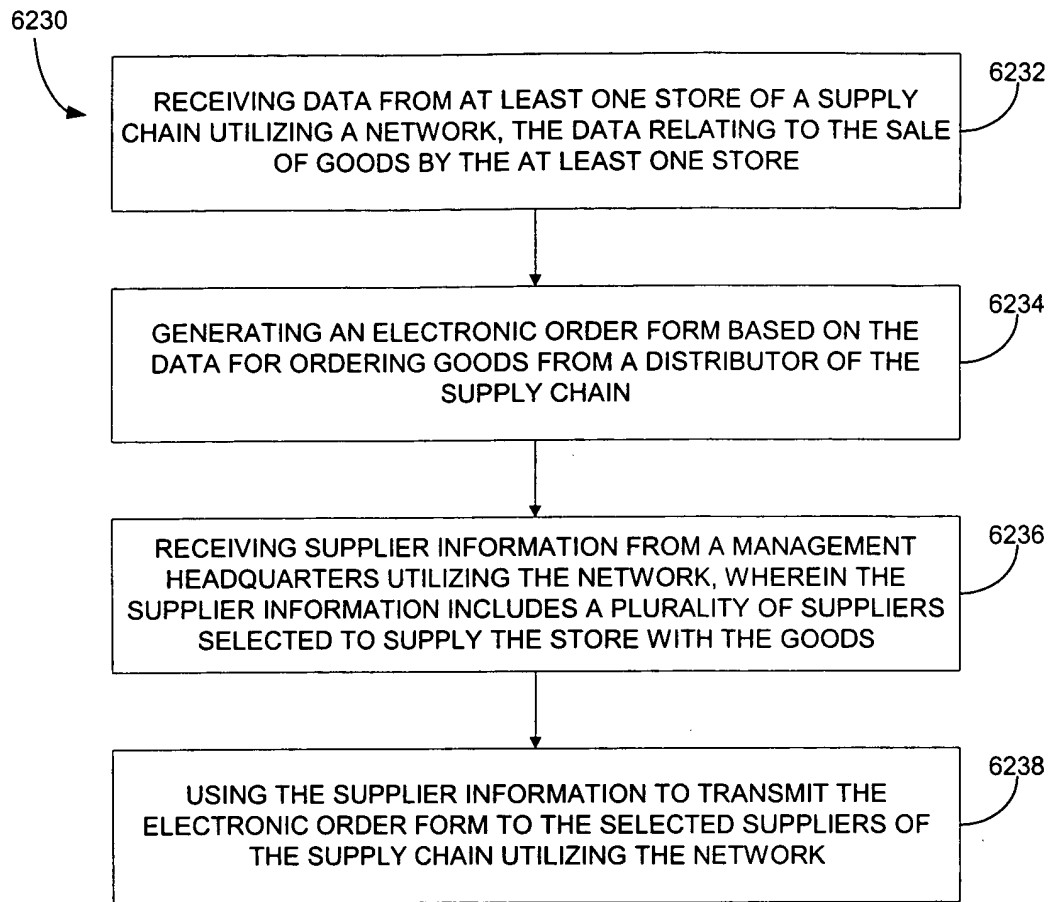 6230
6232
RECEIVING DATA FROM AT LEAST ONE STORE OF A SUPPLY
CHAIN UTILIZING A NETWORK, THE DATA RELATING TO THE SALE
OF GOODS BY THE AT LEAST ONE STORE
6234
GENERATING AN ELECTRONIC ORDER FORM BASED ON THE
DATA FOR ORDERING GOODS FROM A DISTRIBUTOR OF THE
SUPPLY CHAIN
6236
RECEIVING SUPPLIER INFORMATION FROM A MANAGEMENT
HEADQUARTERS UTILIZING THE NETWORK, WHEREIN THE
SUPPLIER INFORMATION INCLUDES A PLURALITY OF SUPPLIERS
SELECTED TO SUPPLY THE STORE WITH THE GOODS
6238
USING THE SUPPLIER INFORMATION TO TRANSMIT THE
ELECTRONIC ORDER FORM TO THE SELECTED SUPPLIERS OF
THE SUPPLY CHAIN UTILIZING THE NETWORK